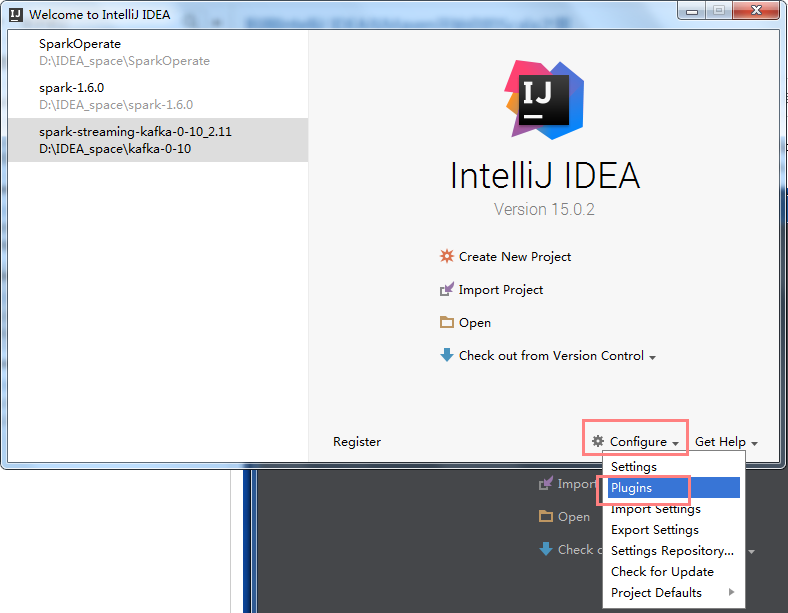 Welcome to IntelliJ IDEA
SparkOperate
D:\IDEA_space\SparkOperate
spark-1.6.0
D:\IDEA_space\spark-1.6.0
spark-streaming-kafka-0-10_2.11
D:\IDEA_space\kafka-0-10
IJ
IntelliJ IDEA
Version 15.0.2
Create New Project
Import Project
Open
Check out from Version Control
Register
Configure
Get Help
Settings
Plugins
Import Settings
Export Settings
Settings Repository...
Check for Update
Project Defaults
Import
Open
Check